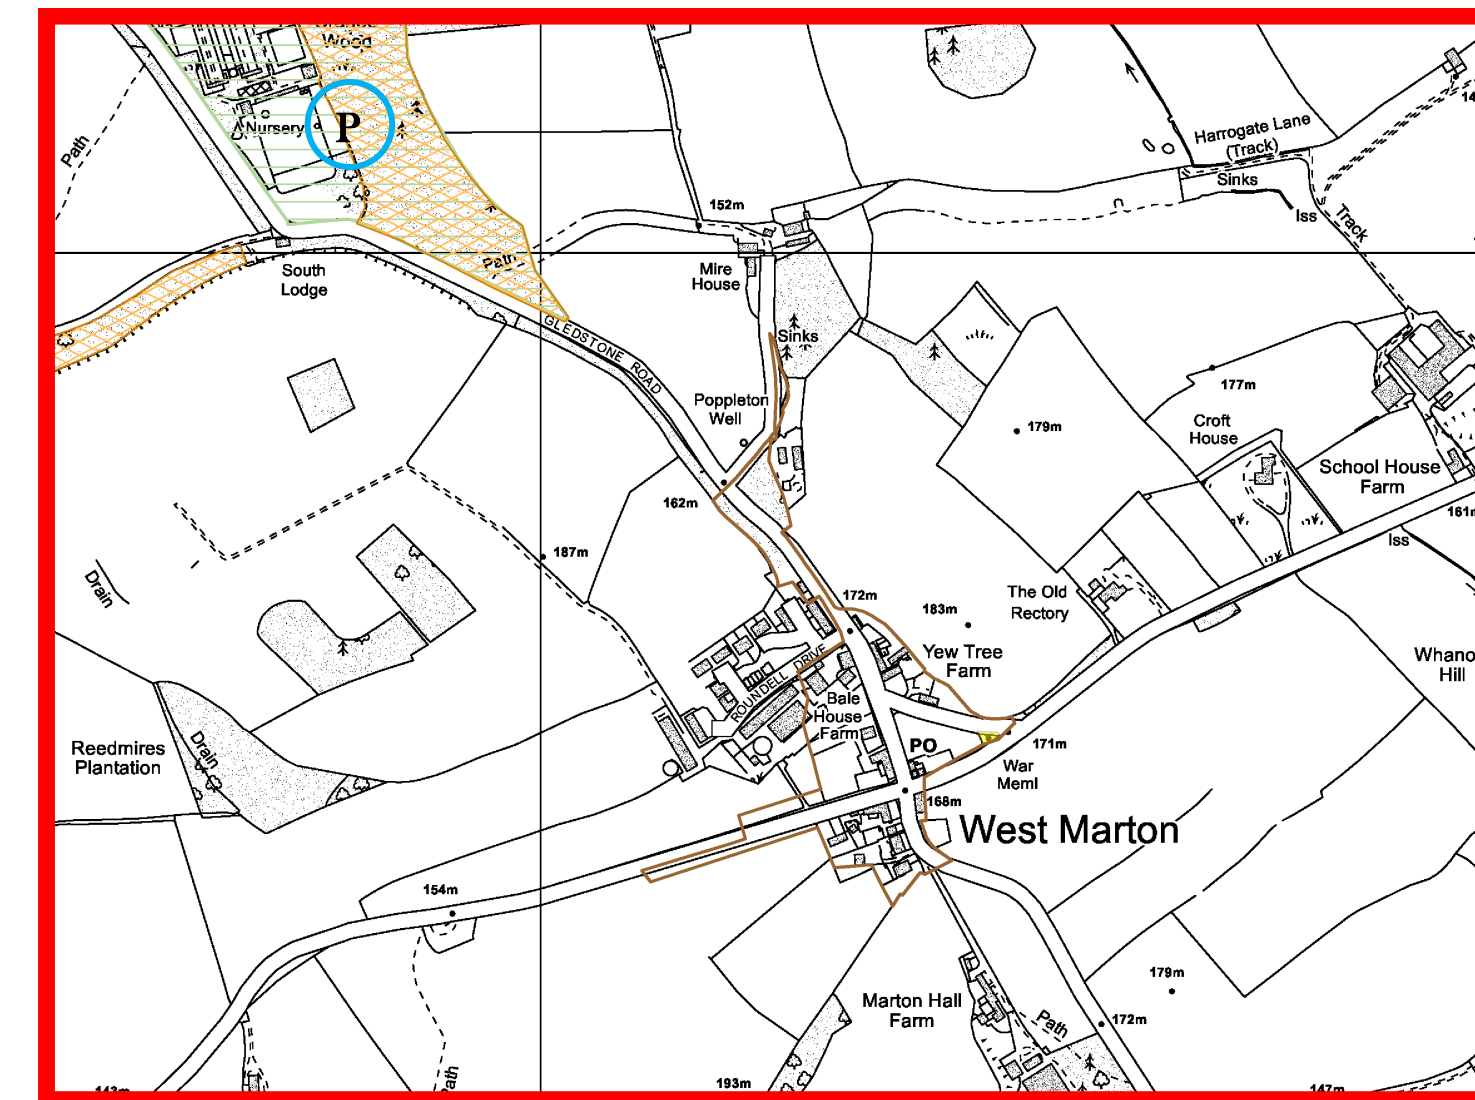 Wood
Nursery
P
Path
Harrogate Lane
(Track)
Sinks
Iss
Track
152m
South
Lodge
Path
Mire
House
Sinks
GLEDSTONE ROAD
Poppleton
Well
177m
179m
Croft
House
School House
Farm
162m
161m
Iss
187m
Drain
172m
183m
The Old
Rectory
Yew Tree
Farm
Whano
Hill
ROUNDELL DRIVE
Bale
House
Farm
Reedmires
Plantation
Drain
PO
171m
War
Meml
168m
West Marton
154m
179m
Marton Hall
Farm
Path
172m
193m
147m